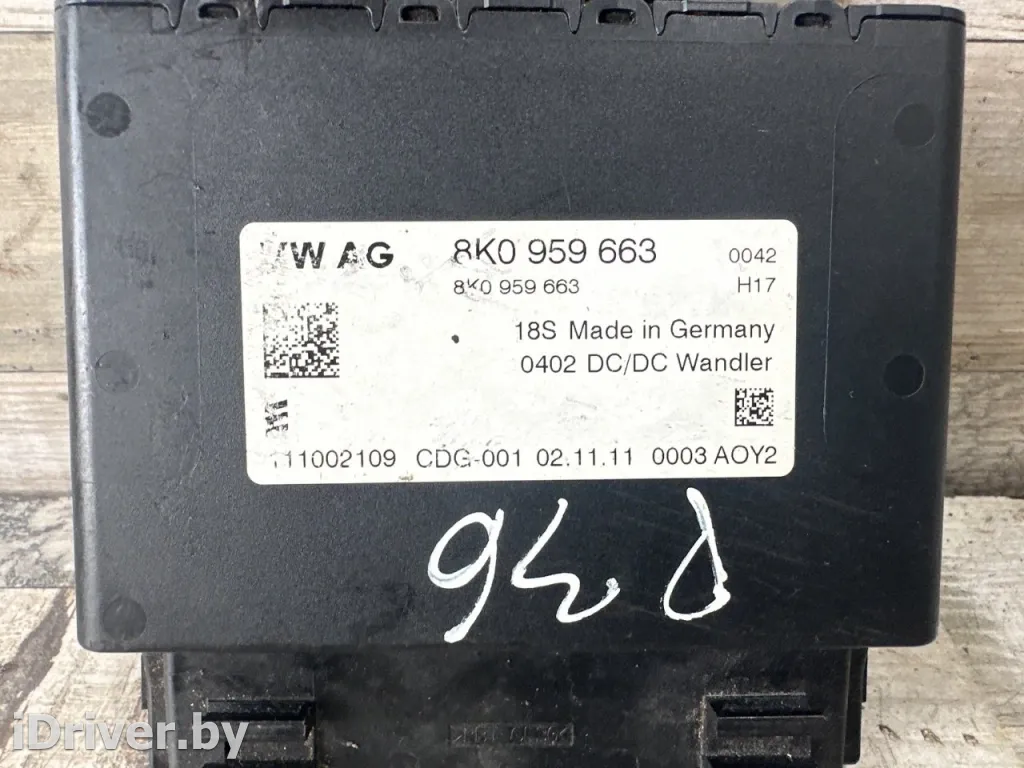 VW AG 8K0 959 663 0042
8K0 959 663 H17
18S Made in Germany
0402 DC/DC Wandler
111002109 CDG-001 02.11.11 0003 AOY2
iDriver.by